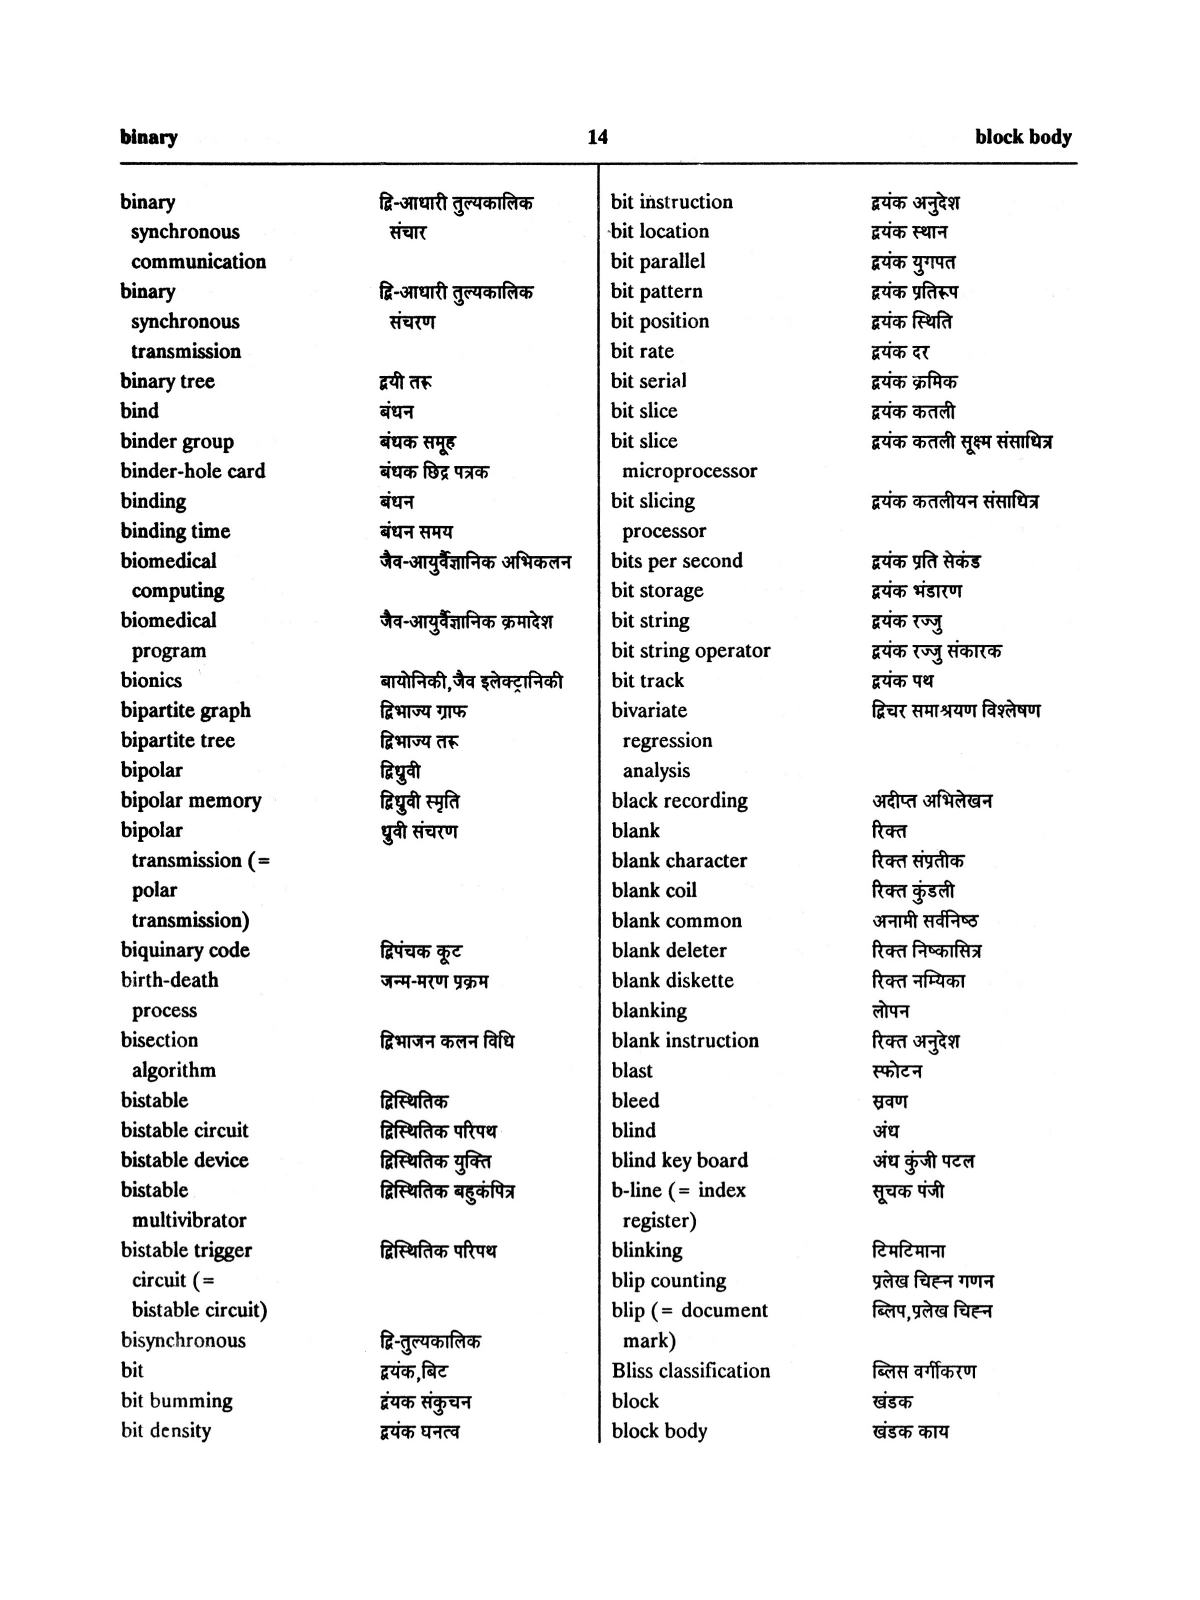 binary 14 block body
binary द्वि-आधारी तुल्यकालिक
synchronous संचार
communication
binary द्वि-आधारी तुल्यकालिक
synchronous संचरण
transmission
binary tree द्वयी तरू
bind बंधन
binder group बंधक समूह
binder-hole card बंधक छिद्र पत्रक
binding बंधन
binding time बंधन समय
biomedical जैव-आयुर्वैज्ञानिक अभिकलन
computing
biomedical जैव-आयुर्वैज्ञानिक क्रमादेश
program
bionics बायोनिकी,जैव इलेक्ट्रानिकी
bipartite graph द्विभाज्य ग्राफ
bipartite tree द्विभाज्य तरू
bipolar द्विध्रुवी
bipolar memory द्विध्रुवी स्मृति
bipolar ध्रुवी संचरण
transmission (=
polar
transmission)
biquinary code द्विपंचक कूट
birth-death जन्म-मरण प्रक्रम
process
bisection द्विभाजन कलन विधि
algorithm
bistable द्विस्थितिक
bistable circuit द्विस्थितिक परिपथ
bistable device द्विस्थितिक युक्ति
bistable द्विस्थितिक बहुकंपित्र
multivibrator
bistable trigger द्विस्थितिक परिपथ
circuit (=
bistable circuit)
bisynchronous द्वि-तुल्यकालिक
bit द्वयंक,बिट
bit bumming द्वंयक संकुचन
bit density द्वयंक घनत्व
bit instruction द्वयंक अनुदेश
bit location द्वयंक स्थान
bit parallel द्वयंक युगपत
bit pattern द्वयंक प्रतिरूप
bit position द्वयंक स्थिति
bit rate द्वयंक दर
bit serial द्वयंक क्रमिक
bit slice द्वयंक कतली
bit slice द्वयंक कतली सूक्ष्म संसाधित्र
microprocessor
bit slicing द्वयंक कतलीयन संसाधित्र
processor
bits per second द्वयंक प्रति सेकंड
bit storage द्वयंक भंडारण
bit string द्वयंक रज्जु
bit string operator द्वयंक रज्जु संकारक
bit track द्वयंक पथ
bivariate द्विचर समाश्रयण विश्लेषण
regression
analysis
black recording अदीप्त अभिलेखन
blank रिक्त
blank character रिक्त संप्रतीक
blank coil रिक्त कुंडली
blank common अनामी सर्वनिष्ठ
blank deleter रिक्त निष्कासित्र
blank diskette रिक्त नम्यिका
blanking लोपन
blank instruction रिक्त अनुदेश
blast स्फोटन
bleed स्रवण
blind अंध
blind key board अंध कुंजी पटल
b-line (= index सूचक पंजी
register)
blinking टिमटिमाना
blip counting प्रलेख चिह्न गणन
blip (= document ब्लिप,प्रलेख चिह्न
mark)
Bliss classification ब्लिस वर्गीकरण
block खंडक
block body खंडक काय